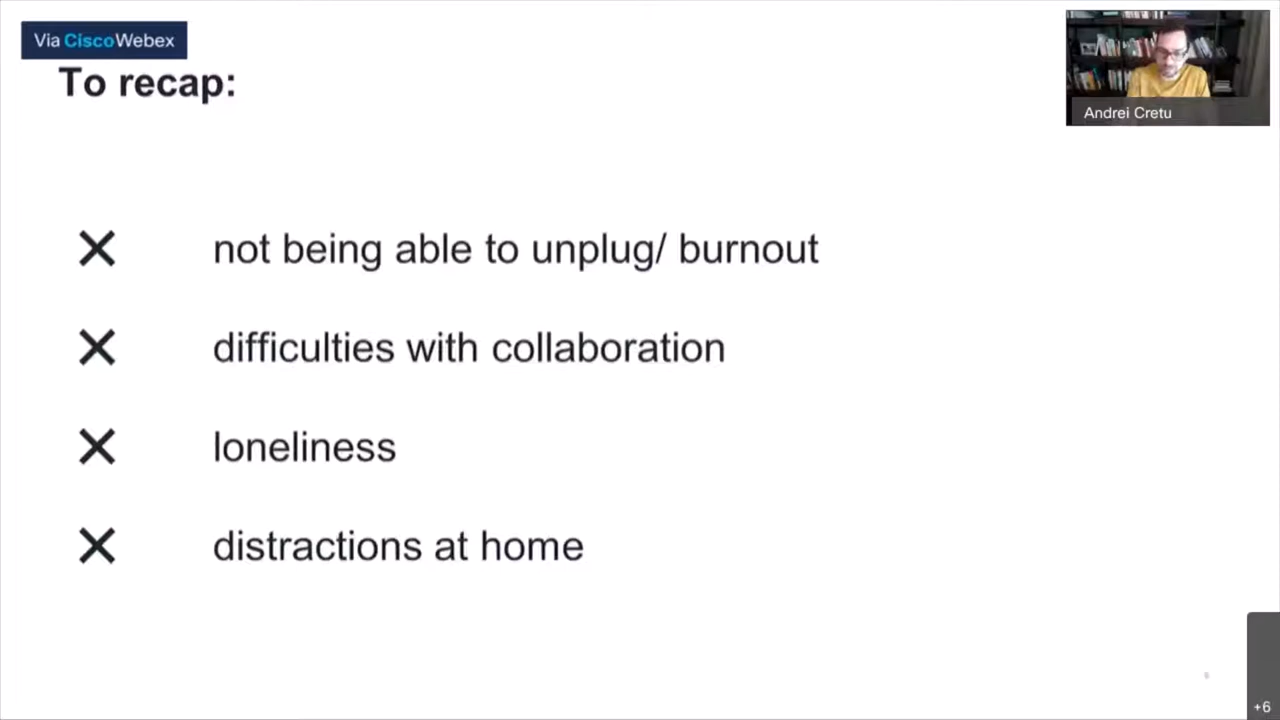 Via CiscoWebex
To recap:
Andrei Cretu
not being able to unplug/ burnout
difficulties with collaboration
loneliness
distractions at home
+6